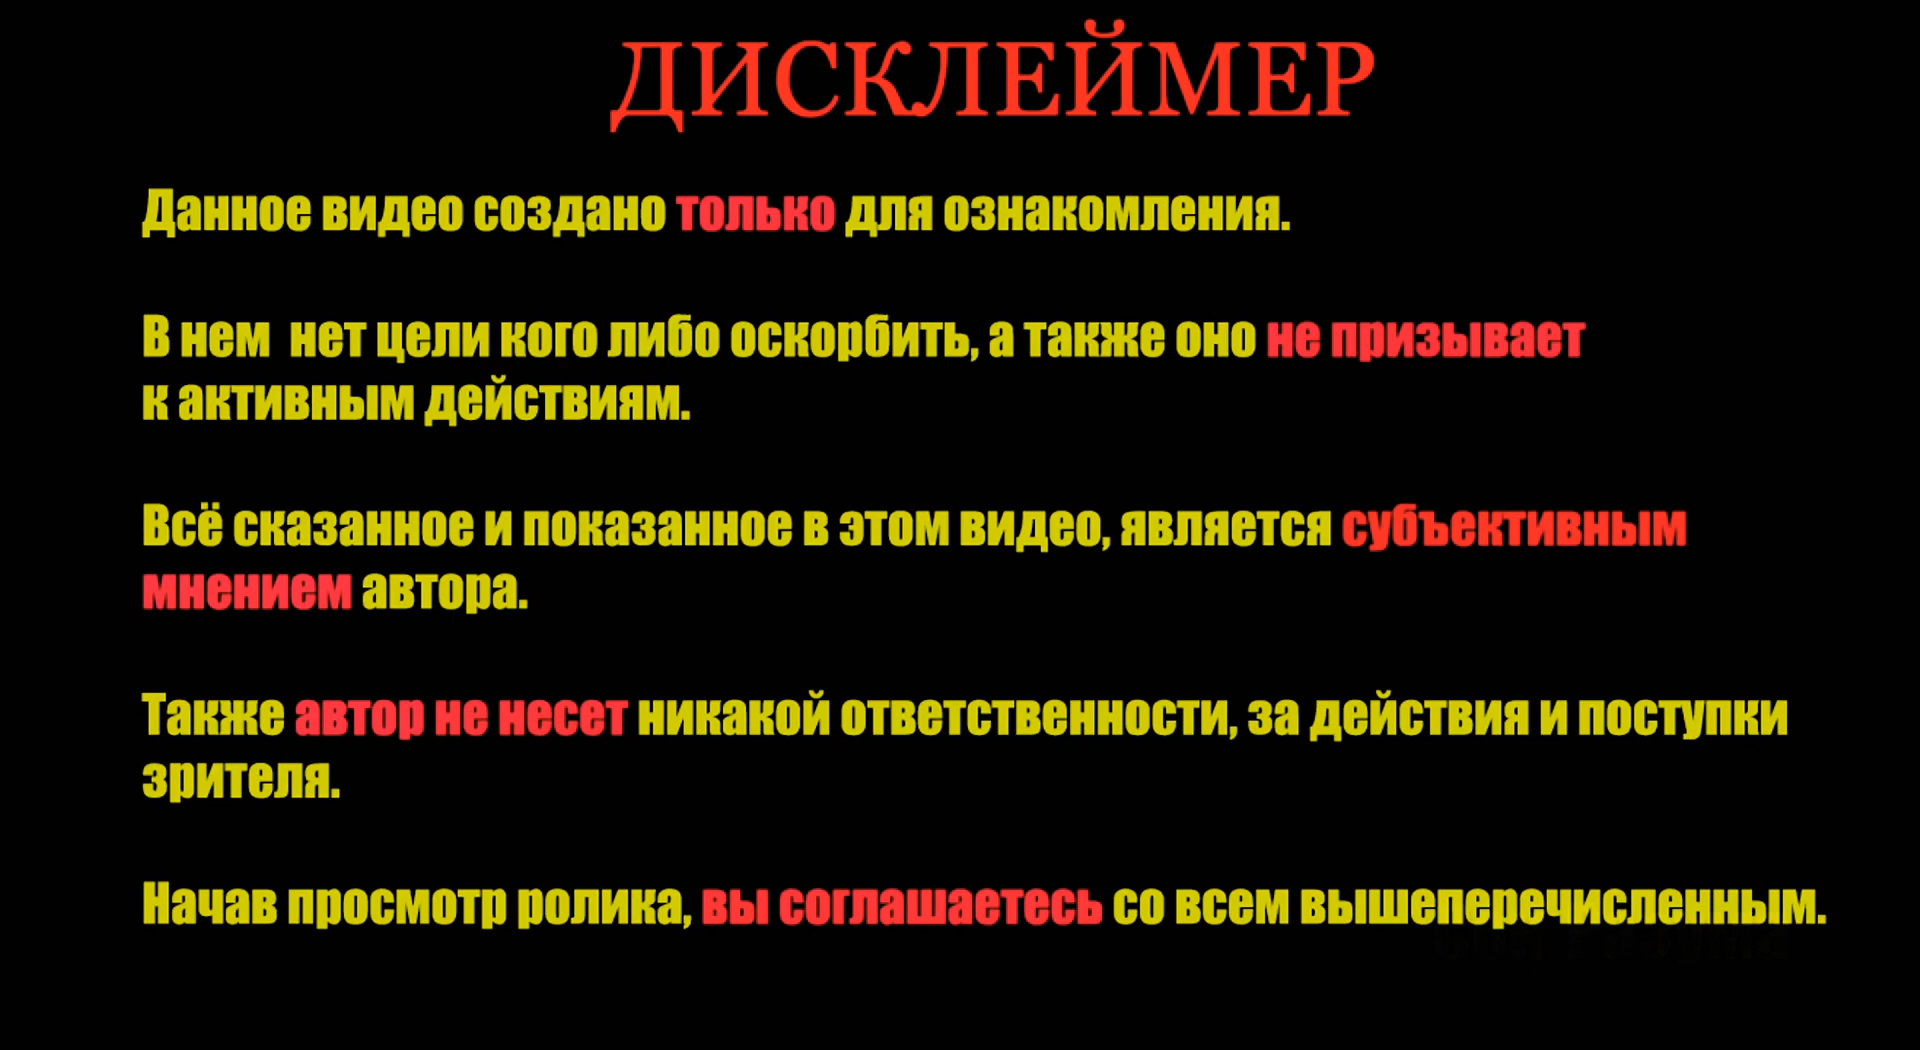 ДИСКЛЕЙМЕР
Данное видео создано только для ознакомления.
В нем  нет цели кого либо оскорбить, а также оно не призывает
к активным действиям.
Всё сказанное и показанное в этом видео, является субъективным
мнением автора.
Также автор не несет никакой ответственности, за действия и поступки
зрителя.
Начав просмотр ролика, вы соглашаетесь со всем вышеперечисленным.